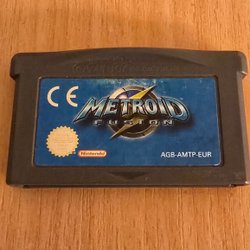 CE
METROID
FUSION
Nintendo
AGB-AMTP-EUR